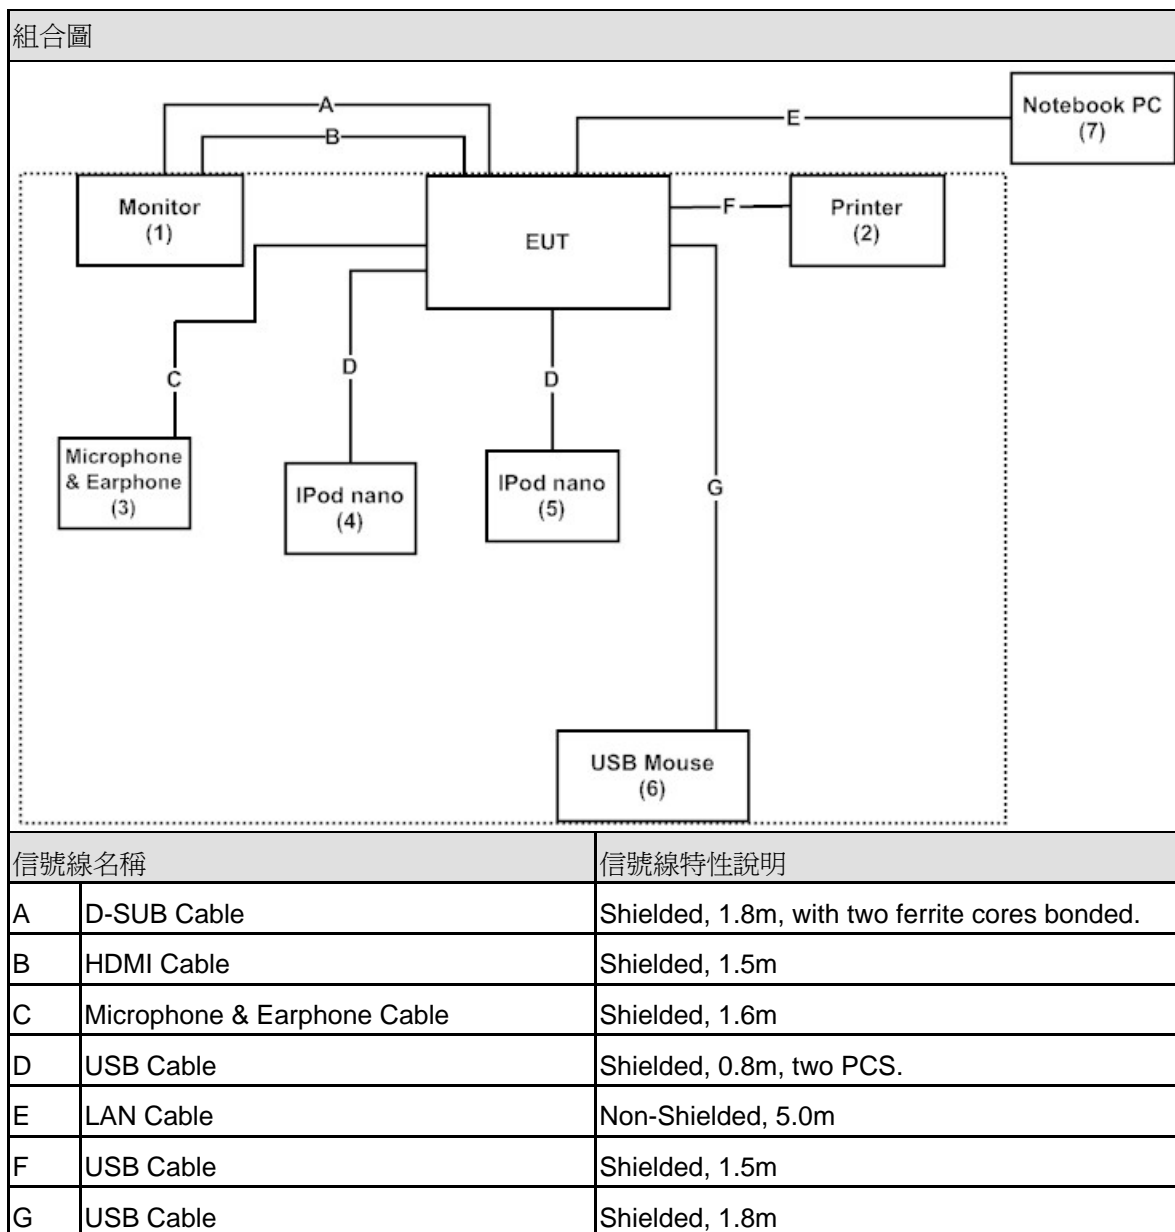 組合圖
A
B
E
Notebook PC
(7)
Monitor
(1)
EUT
F
Printer
(2)
C
D
D
G
Microphone
& Earphone
(3)
IPod nano
(4)
IPod nano
(5)
USB Mouse
(6)
信號線名稱 信號線特性說明
A D-SUB Cable Shielded, 1.8m, with two ferrite cores bonded.
B HDMI Cable Shielded, 1.5m
C Microphone & Earphone Cable Shielded, 1.6m
D USB Cable Shielded, 0.8m, two PCS.
E LAN Cable Non-Shielded, 5.0m
F USB Cable Shielded, 1.5m
G USB Cable Shielded, 1.8m